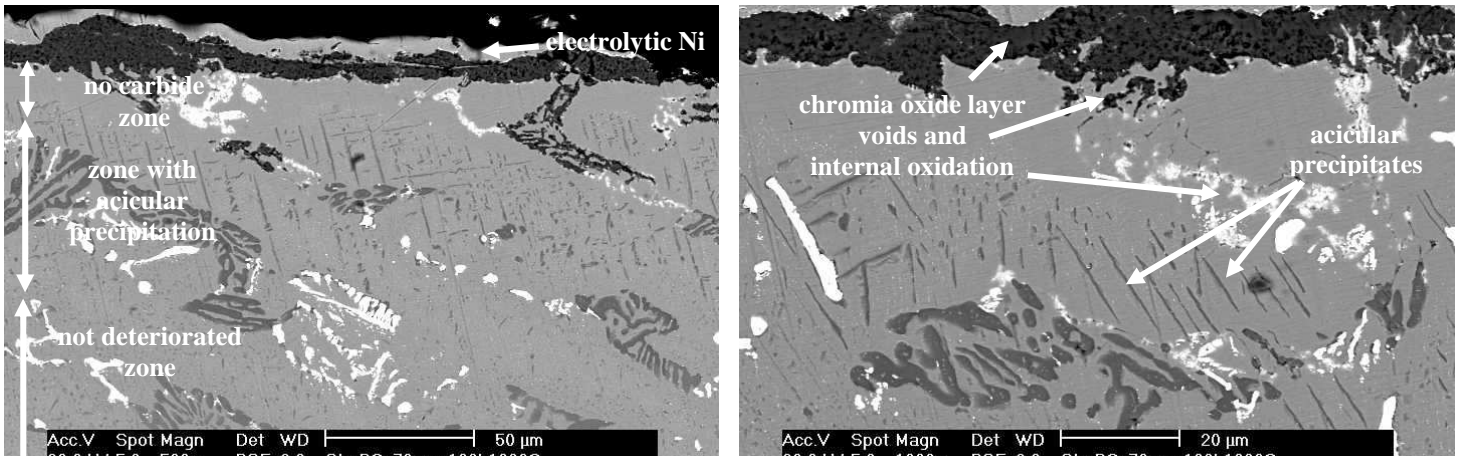 electrolytic Ni
no carbide
zone
zone with
acicular
precipitation
not deteriorated
zone
Acc.V Spot Magn Det WD 50 µm
chromia oxide layer
voids and
internal oxidation
acicular
precipitates
Acc.V Spot Magn Det WD 20 µm